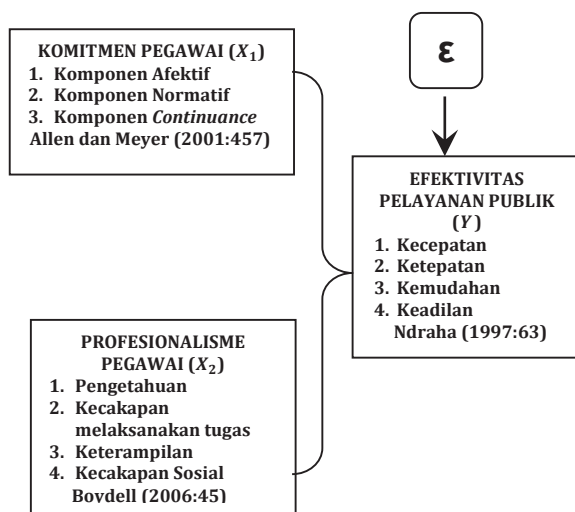 KOMITMEN PEGAWAI (X₁)
1. Komponen Afektif
2. Komponen Normatif
3. Komponen Continuance
Allen dan Meyer (2001:457)
ε
EFEKTIVITAS
PELAYANAN PUBLIK
(Y)
1. Kecepatan
2. Ketepatan
3. Kemudahan
4. Keadilan
Ndraha (1997:63)
PROFESIONALISME
PEGAWAI (X₂)
1. Pengetahuan
2. Kecakapan
melaksanakan tugas
3. Keterampilan
4. Kecakapan Sosial
Boydell (2006:45)